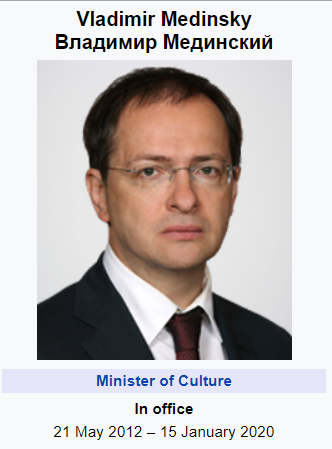 Vladimir Medinsky
Владимир Мединский
Minister of Culture
In office
21 May 2012 – 15 January 2020